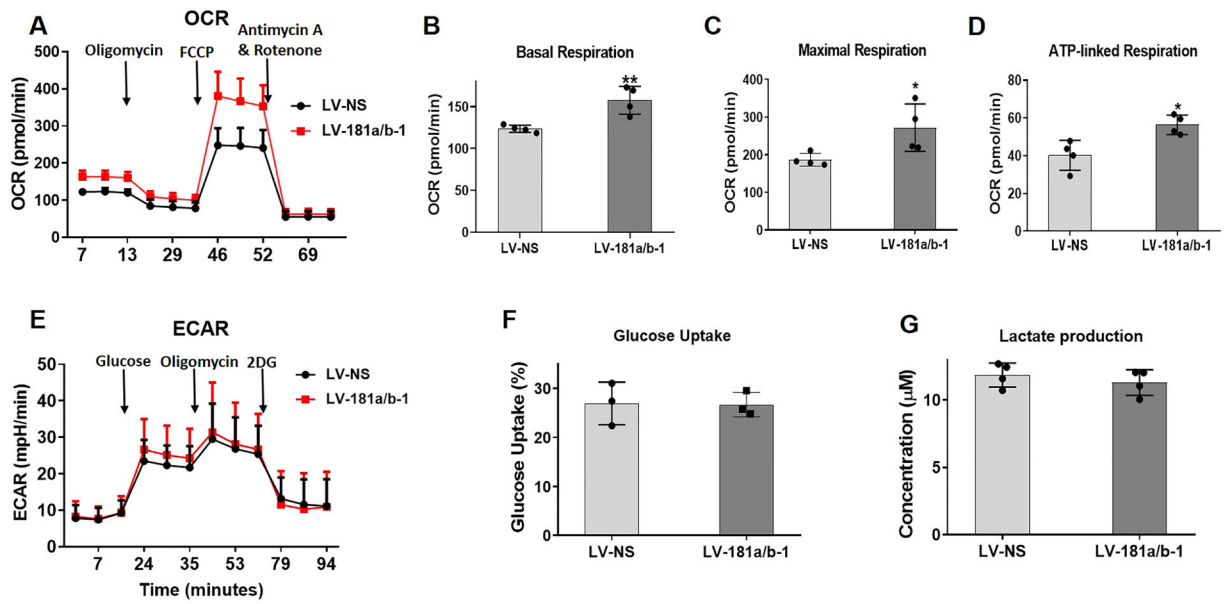 A
OCR
Oligomycin
FCCP
Antimycin A
& Rotenone
OCR (pmol/min)
500
400
300
200
100
0
7 13 29 46 52 69
LV-NS
LV-181a/b-1
B
Basal Respiration
OCR (pmol/min)
150
100
50
0
**
LV-NS LV-181a/b-1
C
Maximal Respiration
OCR (pmol/min)
400
300
200
100
0
*
LV-NS LV-181a/b-1
D
ATP-linked Respiration
OCR (pmol/min)
80
60
40
20
0
*
LV-NS LV-181a/b-1
E
ECAR
Glucose
Oligomycin
2DG
ECAR (mpH/min)
50
40
30
20
10
0
7 24 35 53 79 94
Time (minutes)
LV-NS
LV-181a/b-1
F
Glucose Uptake
Glucose Uptake (%)
30
20
10
0
LV-NS LV-181a/b-1
G
Lactate production
Concentration (µM)
10
5
0
LV-NS LV-181a/b-1